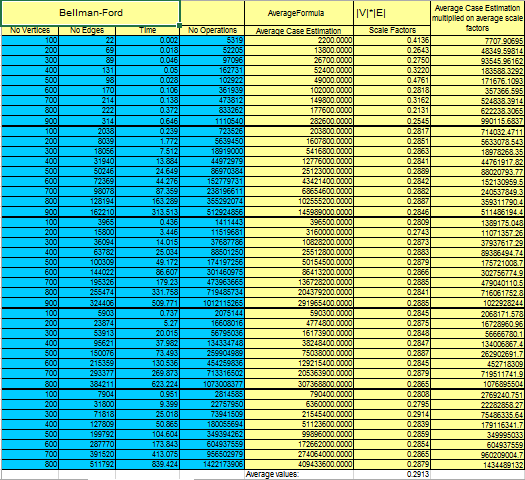 Bellman-Ford AverageFormula |V|*|E| Average Case Estimation multiplied on average scale factors
No Vertices No Edges Time No Operations Average Case Estimation Scale Factors
100 22 0.002 5319 2200.0000 0.4136 7707.90695
200 69 0.018 52205 13800.0000 0.2643 48349.59814
300 89 0.046 97096 26700.0000 0.2750 93545.96162
400 131 0.05 162731 52400.0000 0.3220 183588.3292
500 98 0.028 102922 49000.0000 0.4761 171676.1093
600 170 0.106 361939 102000.0000 0.2818 357366.595
700 214 0.138 473812 149800.0000 0.3162 524838.3914
800 222 0.372 833262 177600.0000 0.2131 622238.3065
900 314 0.646 1110540 282600.0000 0.2545 990115.6837
100 2038 0.239 723526 203800.0000 0.2817 714032.4711
200 8039 1.772 5639450 1607800.0000 0.2851 5633078.543
300 18056 7.512 18919000 5416800.0000 0.2863 18978268.35
400 31940 13.884 44972979 12776000.0000 0.2841 44761917.82
500 50246 24.649 86970384 25123000.0000 0.2889 88020793.77
600 72369 44.276 152779731 43421400.0000 0.2842 152130959.5
700 98078 87.359 238196611 68654600.0000 0.2882 240537849.3
800 128194 163.289 355292074 102555200.0000 0.2887 359311790.4
900 162210 313.513 512924856 145989000.0000 0.2846 511486194.4
100 3965 0.436 1411443 396500.0000 0.2809 1389175.048
200 15800 3.446 11519681 3160000.0000 0.2743 11071357.26
300 36094 14.015 37687786 10828200.0000 0.2873 37937617.29
400 63782 25.034 88501250 25512800.0000 0.2883 89386494.74
500 100309 49.172 174197256 50154500.0000 0.2879 175721008.7
600 144022 86.607 301460975 86413200.0000 0.2866 302756774.9
700 195326 179.23 473963665 136728200.0000 0.2885 479040110.5
800 255474 331.758 719485734 204379200.0000 0.2841 716061752.8
900 324406 509.771 1012115265 291965400.0000 0.2885 1022928244
100 5903 0.737 2075144 590300.0000 0.2845 2068171.578
200 23874 5.27 16608016 4774800.0000 0.2875 16728960.96
300 53913 20.015 56795036 16173900.0000 0.2848 56666780.1
400 95621 37.982 134334748 38248400.0000 0.2847 134006867.4
500 150076 73.493 259904989 75038000.0000 0.2887 262902691.7
600 215359 130.536 454259836 129215400.0000 0.2845 452718309
700 293377 269.873 713316502 205363900.0000 0.2879 719511741.9
800 384211 623.224 1073008377 307368800.0000 0.2865 1076895504
100 7904 0.951 2814585 790400.0000 0.2808 2769240.751
200 31800 9.399 22757950 6360000.0000 0.2795 22282858.27
300 71818 25.018 73941509 21545400.0000 0.2914 75486335.64
400 127809 50.865 180055694 51123600.0000 0.2839 179116341.7
500 199792 104.604 349394262 99896000.0000 0.2859 349995033
600 287770 173.843 604937559 172662000.0000 0.2854 604937559
700 391520 413.075 956502979 274064000.0000 0.2865 960209004.7
800 511792 839.424 1422173906 409433600.0000 0.2879 1434489132
Average values: 0.2913